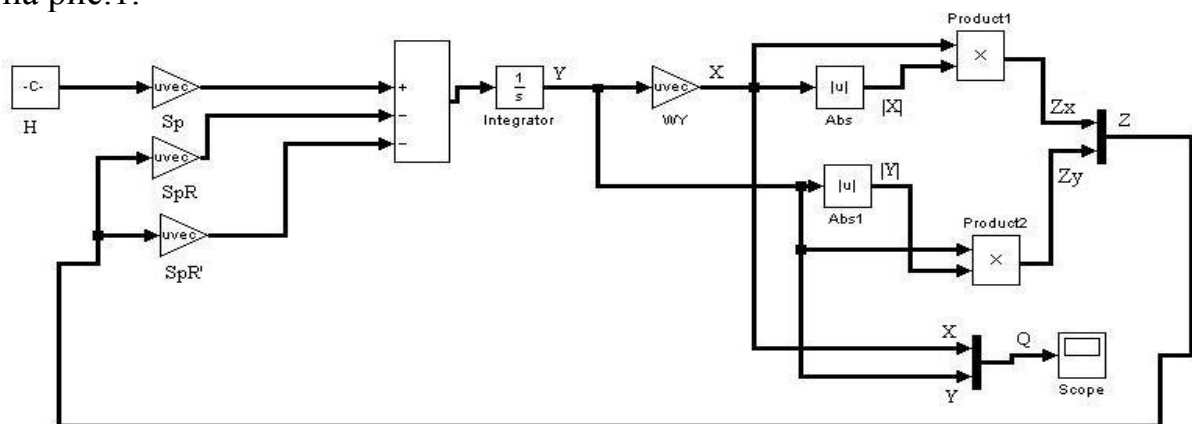 на рис.1.
Product1
-C-
H
uvec
Sp
+
−
−
1
s
Integrator
Y
uvec
WY
X
|u|
Abs
|X|
×
Zx
Z
uvec
SpR
|Y|
|u|
Abs1
Zy
Product2
×
uvec
SpR'
X
Y
Q
Scope